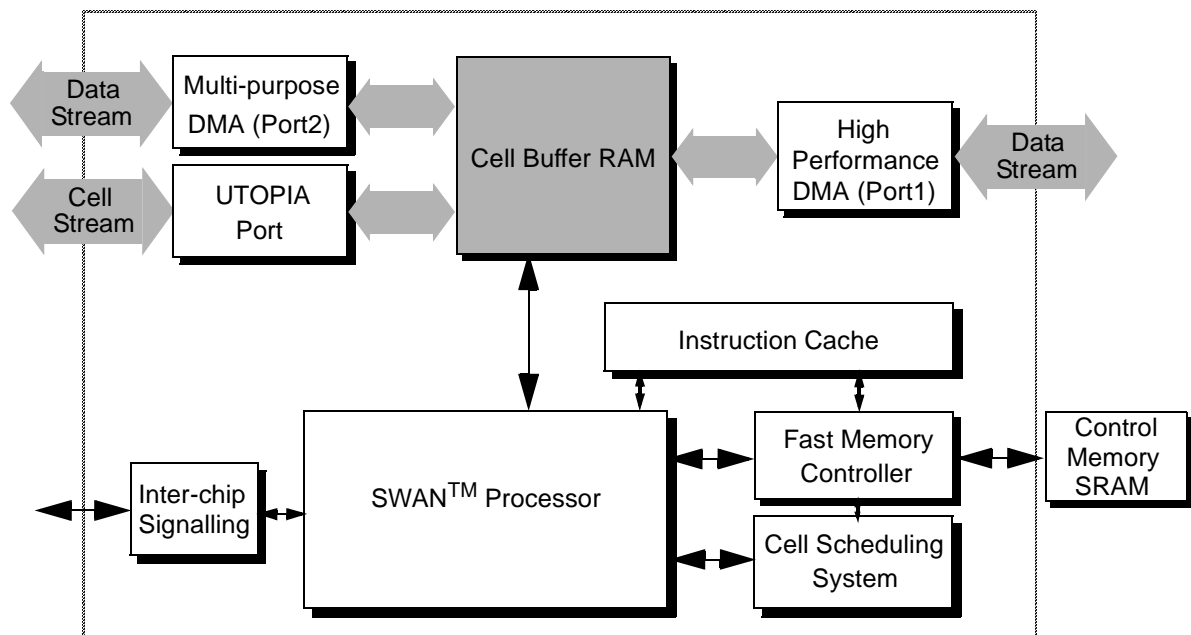 Data
Stream
Multi-purpose
DMA (Port2)
Cell Buffer RAM
High
Performance
DMA (Port1)
Data
Stream
Cell
Stream
UTOPIA
Port
Instruction Cache
SWAN™ Processor
Fast Memory
Controller
Control
Memory
SRAM
Inter-chip
Signalling
Cell Scheduling
System